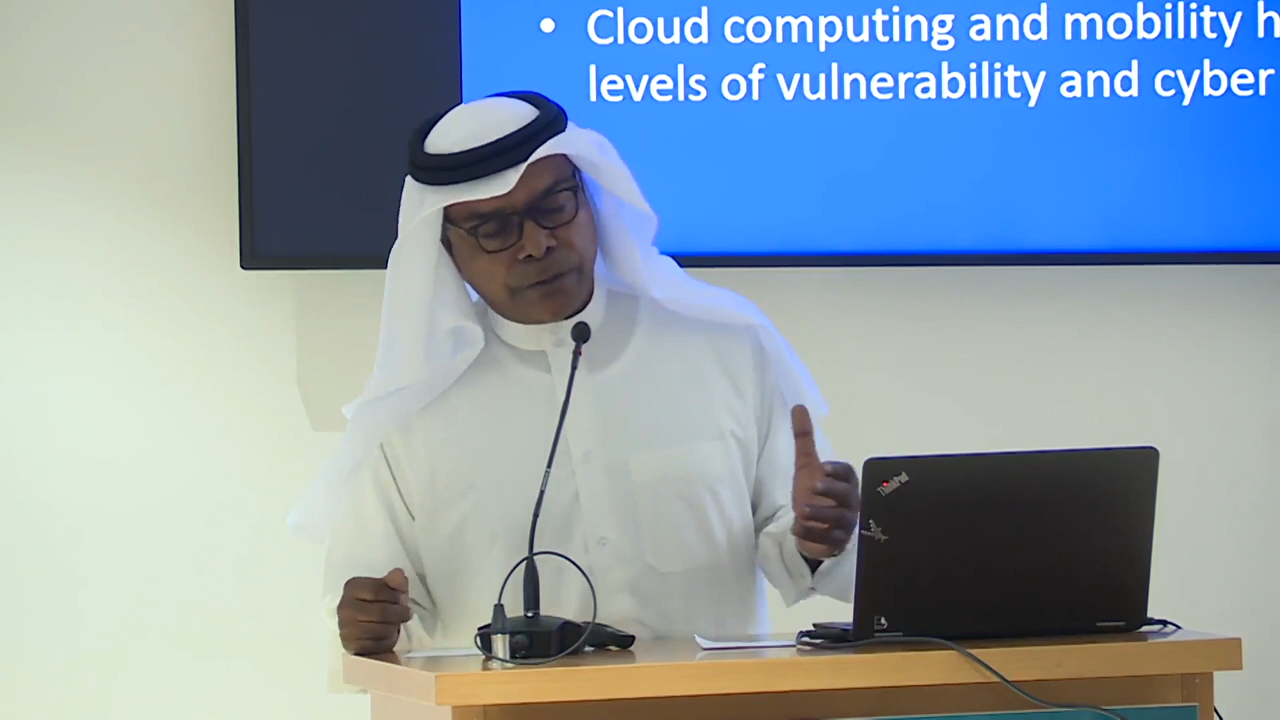 • Cloud computing and mobility h
levels of vulnerability and cyber
ThinkPad